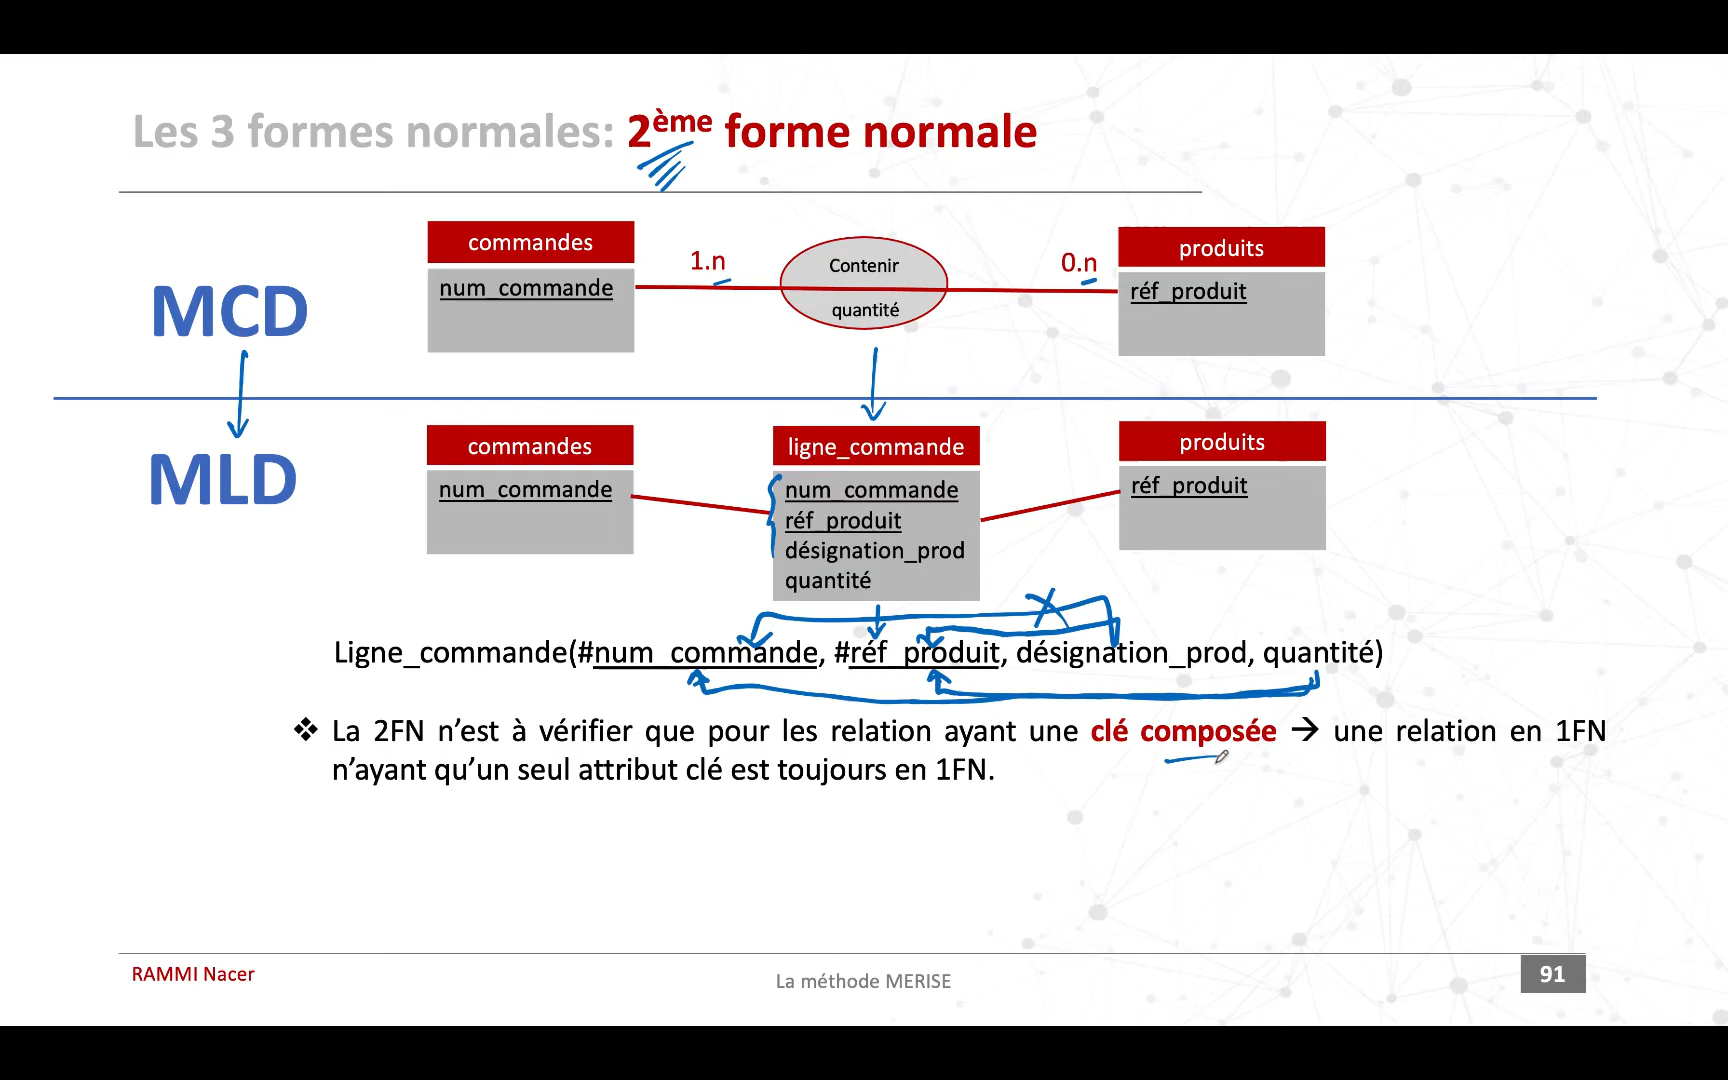 Les 3 formes normales: 2ème forme normale
commandes
num_commande
1.n
Contenir
quantité
0.n
produits
réf_produit
MCD
MLD
commandes
num_commande
ligne_commande
num_commande
réf_produit
désignation_prod
quantité
produits
réf_produit
Ligne_commande(#num_commande, #réf_produit, désignation_prod, quantité)
❖ La 2FN n’est à vérifier que pour les relation ayant une clé composée → une relation en 1FN
n’ayant qu’un seul attribut clé est toujours en 1FN.
RAMMI Nacer
La méthode MERISE
91